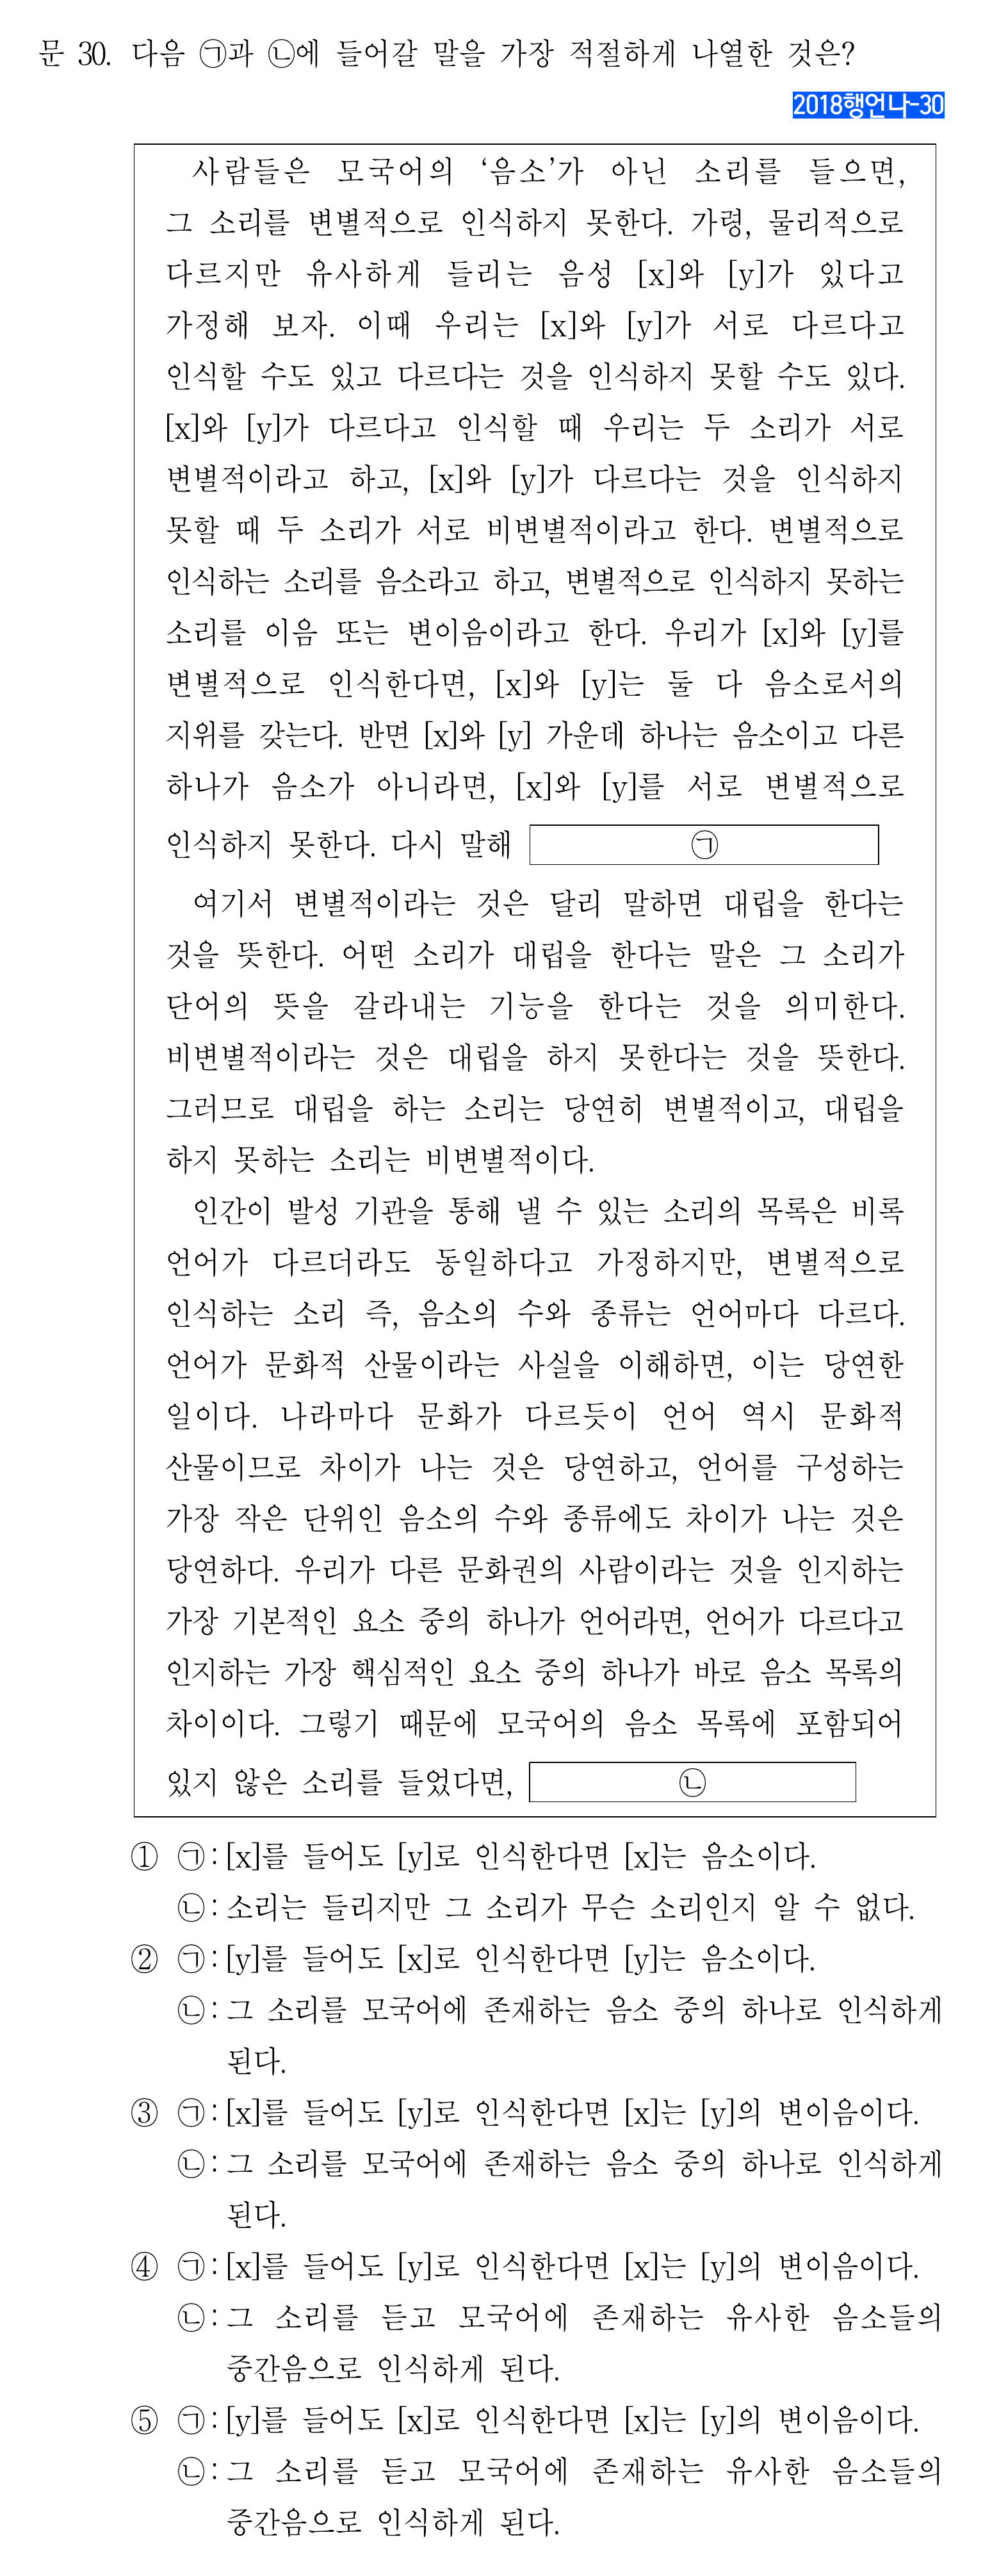 문 30. 다음 ㉠과 ㉡에 들어갈 말을 가장 적절하게 나열한 것은?
2018행언나-30
사람들은 모국어의 ‘음소’가 아닌 소리를 들으면,
그 소리를 변별적으로 인식하지 못한다. 가령, 물리적으로
다르지만 유사하게 들리는 음성 [x]와 [y]가 있다고
가정해 보자. 이때 우리는 [x]와 [y]가 서로 다르다고
인식할 수도 있고 다르다는 것을 인식하지 못할 수도 있다.
[x]와 [y]가 다르다고 인식할 때 우리는 두 소리가 서로
변별적이라고 하고, [x]와 [y]가 다르다는 것을 인식하지
못할 때 두 소리가 서로 비변별적이라고 한다. 변별적으로
인식하는 소리를 음소라고 하고, 변별적으로 인식하지 못하는
소리를 이음 또는 변이음이라고 한다. 우리가 [x]와 [y]를
변별적으로 인식한다면, [x]와 [y]는 둘 다 음소로서의
지위를 갖는다. 반면 [x]와 [y] 가운데 하나는 음소이고 다른
하나가 음소가 아니라면, [x]와 [y]를 서로 변별적으로
인식하지 못한다. 다시 말해 ㉠
여기서 변별적이라는 것은 달리 말하면 대립을 한다는
것을 뜻한다. 어떤 소리가 대립을 한다는 말은 그 소리가
단어의 뜻을 갈라내는 기능을 한다는 것을 의미한다.
비변별적이라는 것은 대립을 하지 못한다는 것을 뜻한다.
그러므로 대립을 하는 소리는 당연히 변별적이고, 대립을
하지 못하는 소리는 비변별적이다.
인간이 발성 기관을 통해 낼 수 있는 소리의 목록은 비록
언어가 다르더라도 동일하다고 가정하지만, 변별적으로
인식하는 소리 즉, 음소의 수와 종류는 언어마다 다르다.
언어가 문화적 산물이라는 사실을 이해하면, 이는 당연한
일이다. 나라마다 문화가 다르듯이 언어 역시 문화적
산물이므로 차이가 나는 것은 당연하고, 언어를 구성하는
가장 작은 단위인 음소의 수와 종류에도 차이가 나는 것은
당연하다. 우리가 다른 문화권의 사람이라는 것을 인지하는
가장 기본적인 요소 중의 하나가 언어라면, 언어가 다르다고
인지하는 가장 핵심적인 요소 중의 하나가 바로 음소 목록의
차이이다. 그렇기 때문에 모국어의 음소 목록에 포함되어
있지 않은 소리를 들었다면, ㉡
① ㉠: [x]를 들어도 [y]로 인식한다면 [x]는 음소이다.
㉡: 소리는 들리지만 그 소리가 무슨 소리인지 알 수 없다.
② ㉠: [y]를 들어도 [x]로 인식한다면 [y]는 음소이다.
㉡: 그 소리를 모국어에 존재하는 음소 중의 하나로 인식하게
된다.
③ ㉠: [x]를 들어도 [y]로 인식한다면 [x]는 [y]의 변이음이다.
㉡: 그 소리를 모국어에 존재하는 음소 중의 하나로 인식하게
된다.
④ ㉠: [x]를 들어도 [y]로 인식한다면 [x]는 [y]의 변이음이다.
㉡: 그 소리를 듣고 모국어에 존재하는 유사한 음소들의
중간음으로 인식하게 된다.
⑤ ㉠: [y]를 들어도 [x]로 인식한다면 [x]는 [y]의 변이음이다.
㉡: 그 소리를 듣고 모국어에 존재하는 유사한 음소들의
중간음으로 인식하게 된다.